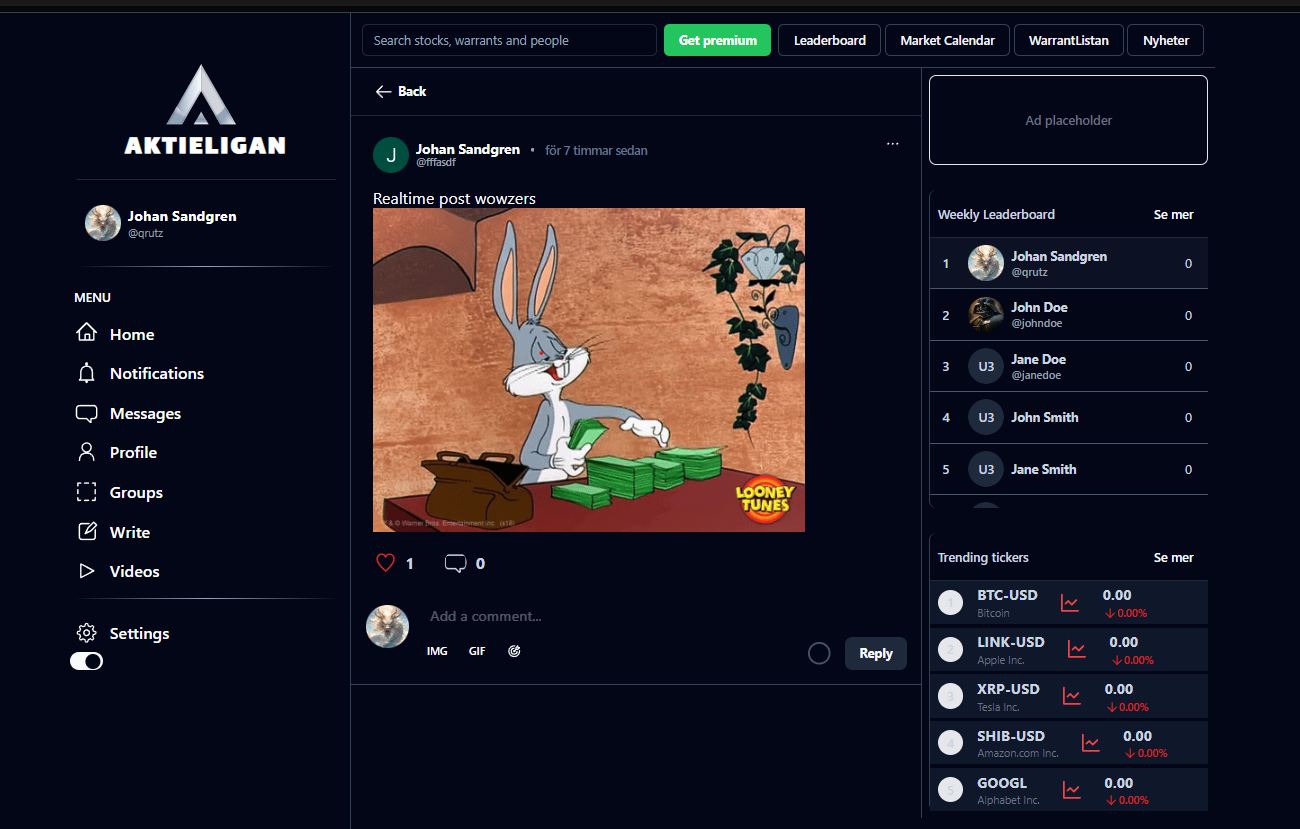 Search stocks, warrants and people
Get premium
Leaderboard
Market Calendar
WarrantListan
Nyheter
AKTIELIGAN
Johan Sandgren
@qrutz
MENU
Home
Notifications
Messages
Profile
Groups
Write
Videos
Settings
Back
J
Johan Sandgren • för 7 timmar sedan
@fffasdf
...
Realtime post wowzers
LOONEY
TUNES
& © Warner Bros. Entertainment Inc. (s18)
1
0
Add a comment...
IMG GIF
Reply
Ad placeholder
Weekly Leaderboard Se mer
1 Johan Sandgren 0
@qrutz
2 John Doe 0
@johndoe
3 U3 Jane Doe 0
@janedoe
4 U3 John Smith 0
5 U3 Jane Smith 0
Trending tickers Se mer
1 BTC-USD 0.00
Bitcoin ↓ 0.00%
2 LINK-USD 0.00
Apple Inc. ↓ 0.00%
3 XRP-USD 0.00
Tesla Inc. ↓ 0.00%
4 SHIB-USD 0.00
Amazon.com Inc. ↓ 0.00%
5 GOOGL 0.00
Alphabet Inc. ↓ 0.00%